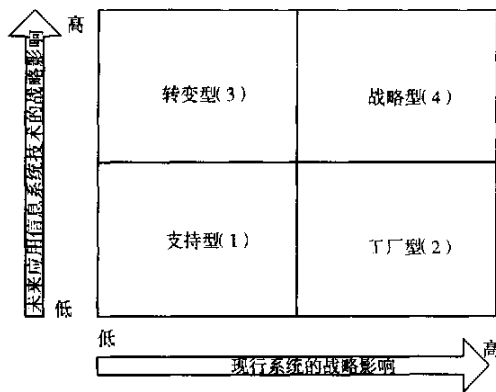 高
未来应用信息系统技术的战略影响
转变型(3)
战略型(4)
支持型(1)
工厂型(2)
低
低
高
现行系统的战略影响